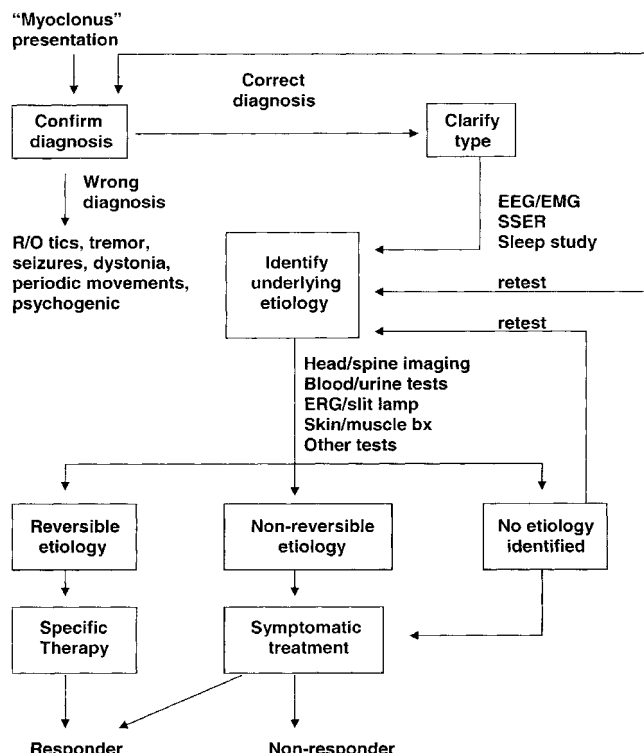 “Myoclonus”
presentation
Correct
diagnosis
Confirm
diagnosis
Clarify
type
Wrong
diagnosis
EEG/EMG
SSER
Sleep study
R/O tics, tremor,
seizures, dystonia,
periodic movements,
psychogenic
Identify
underlying
etiology
retest
retest
Head/spine imaging
Blood/urine tests
ERG/slit lamp
Skin/muscle bx
Other tests
Reversible
etiology
Non-reversible
etiology
No etiology
identified
Specific
Therapy
Symptomatic
treatment
Responder
Non-responder